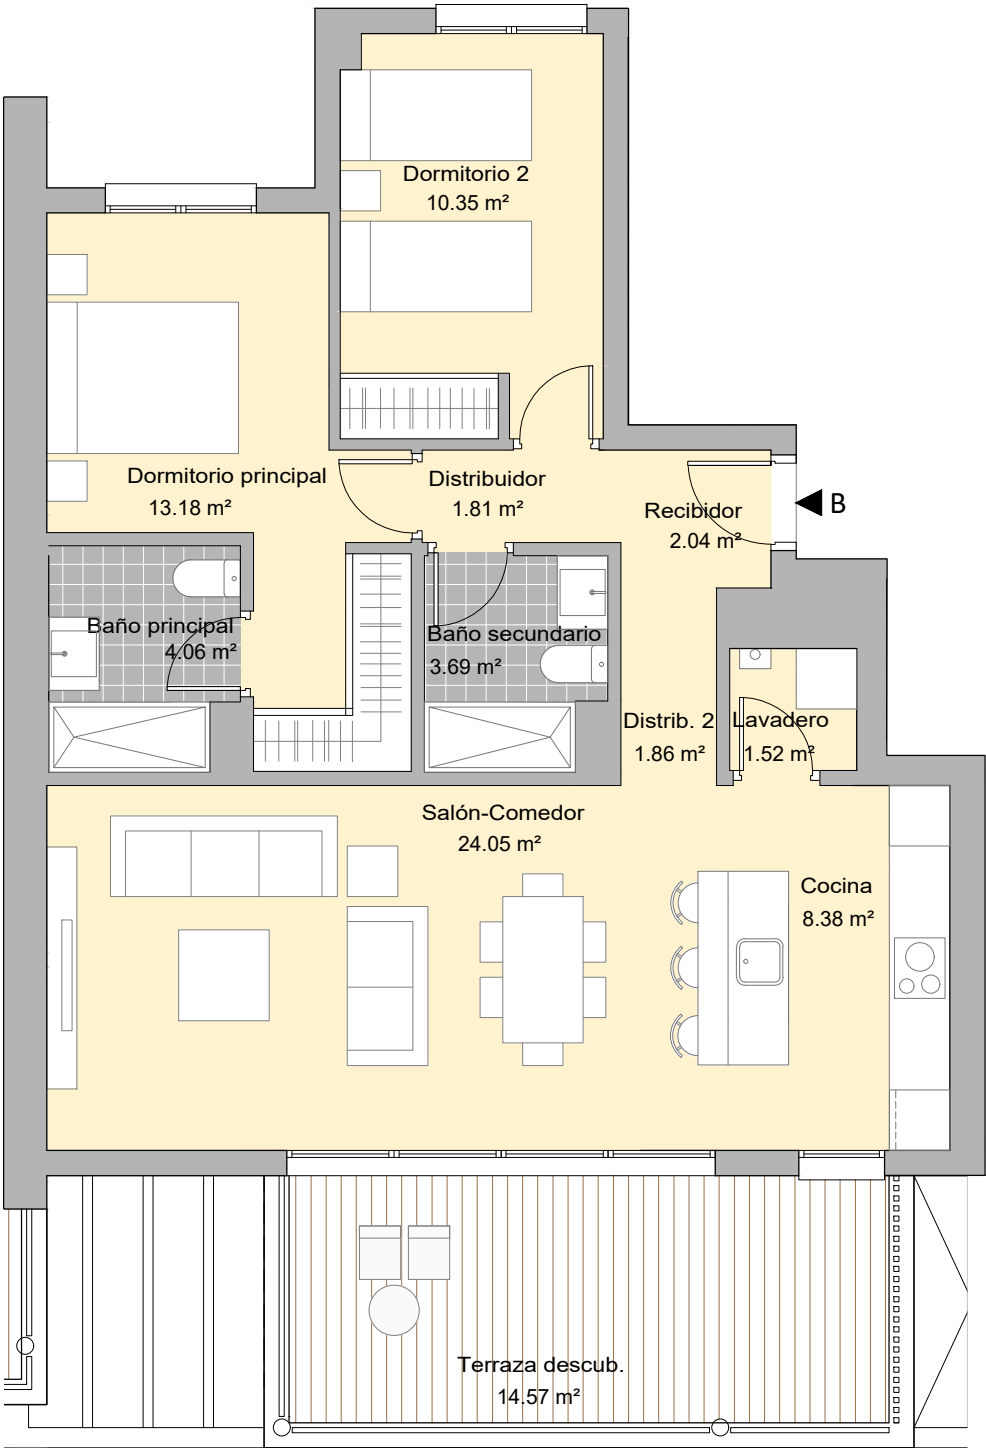 Dormitorio 2
10.35 m²
Dormitorio principal
13.18 m²
Distribuidor
1.81 m²
Recibidor
2.04 m²
B
Baño principal
4.06 m²
Baño secundario
3.69 m²
Distrib. 2
1.86 m²
Lavadero
1.52 m²
Salón-Comedor
24.05 m²
Cocina
8.38 m²
Terraza descub.
14.57 m²